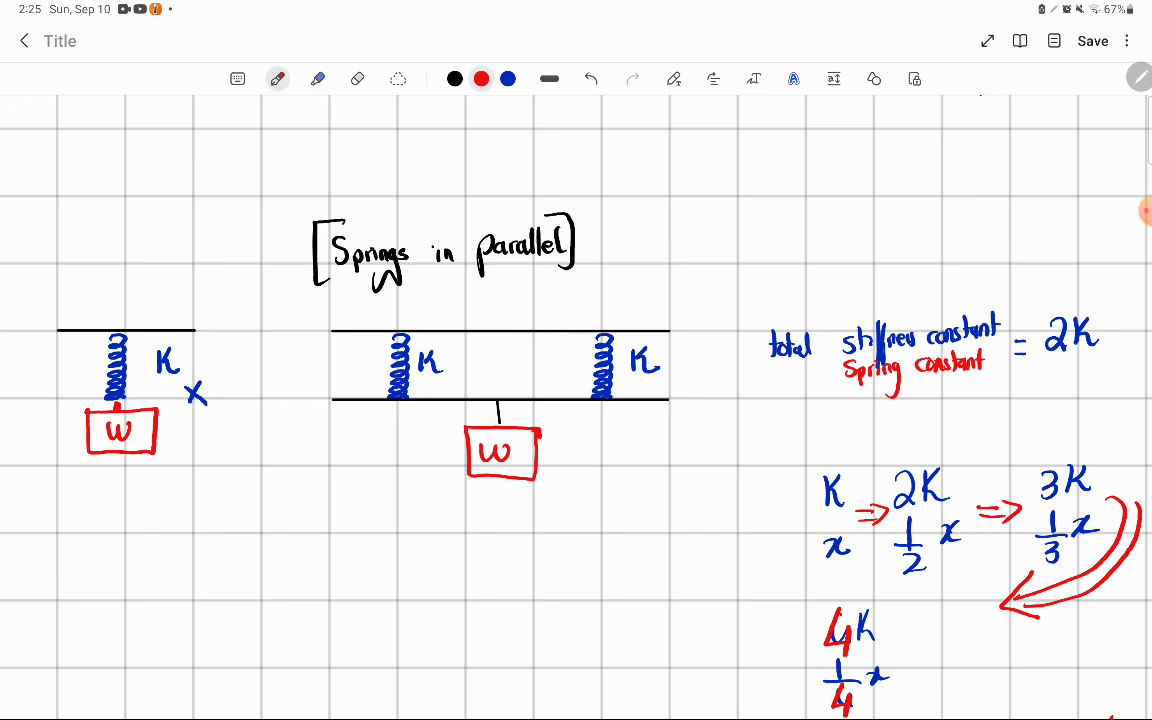 2:25 Sun, Sep 10
67%
Title
Save
[Springs in parallel]
K
x
W
K
K
W
total stiffness constant = 2K
Spring constant
K => 2K => 3K
x 1/2 x 1/3 x
4K
1/4 x